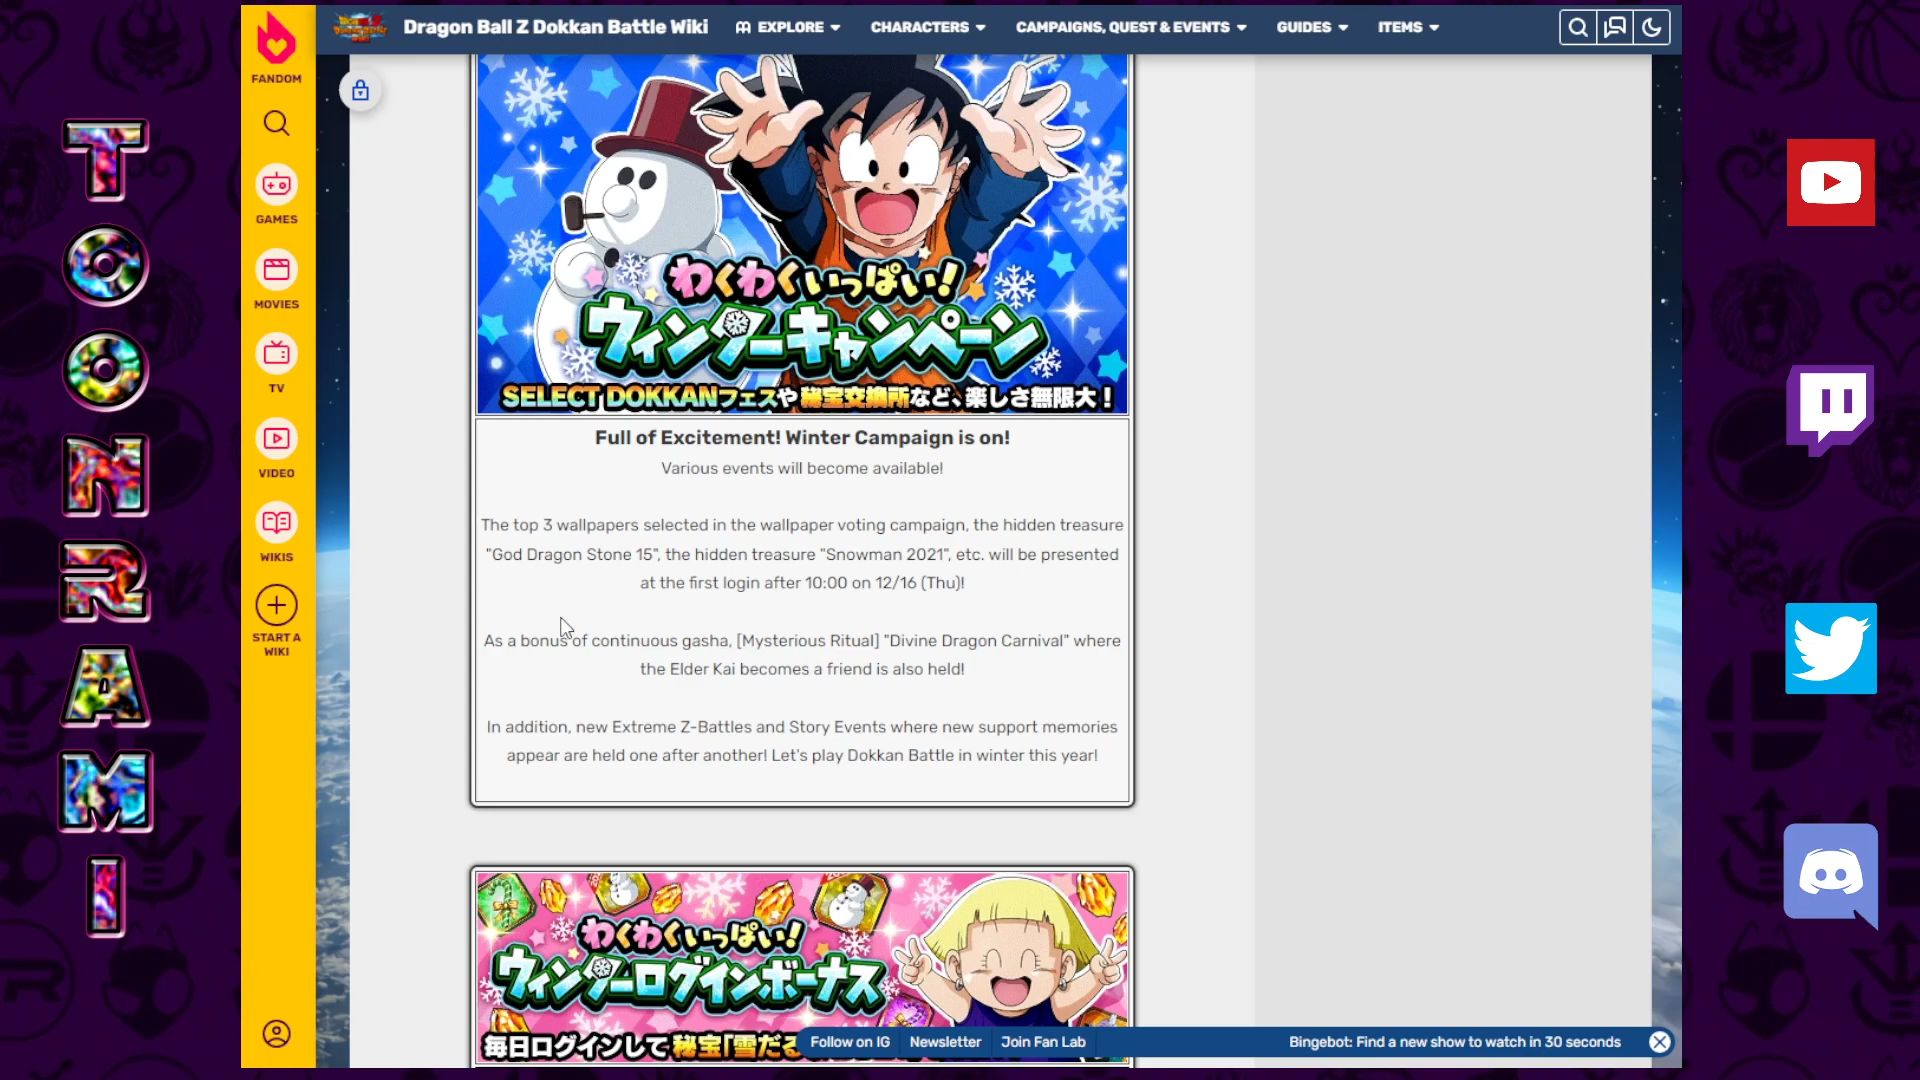 TOONRAMI
FANDOM
GAMES
MOVIES
TV
VIDEO
WIKIS
START A
WIKI
Dragon Ball Z Dokkan Battle Wiki
EXPLORE
CHARACTERS
CAMPAIGNS, QUEST & EVENTS
GUIDES
ITEMS
わくわくいっぱい!
ウィンターキャンペーン
SELECT DOKKANフェスや秘宝交換所など、楽しさ無限大!
Full of Excitement! Winter Campaign is on!
Various events will become available!
The top 3 wallpapers selected in the wallpaper voting campaign, the hidden treasure
"God Dragon Stone 15", the hidden treasure "Snowman 2021", etc. will be presented
at the first login after 10:00 on 12/16 (Thu)!
As a bonus of continuous gasha, [Mysterious Ritual] "Divine Dragon Carnival" where
the Elder Kai becomes a friend is also held!
In addition, new Extreme Z-Battles and Story Events where new support memories
appear are held one after another! Let's play Dokkan Battle in winter this year!
わくわくいっぱい!
ウィンターログインボーナス
毎日ログインして秘宝「雪だる
Follow on IG
Newsletter
Join Fan Lab
Bingebot: Find a new show to watch in 30 seconds